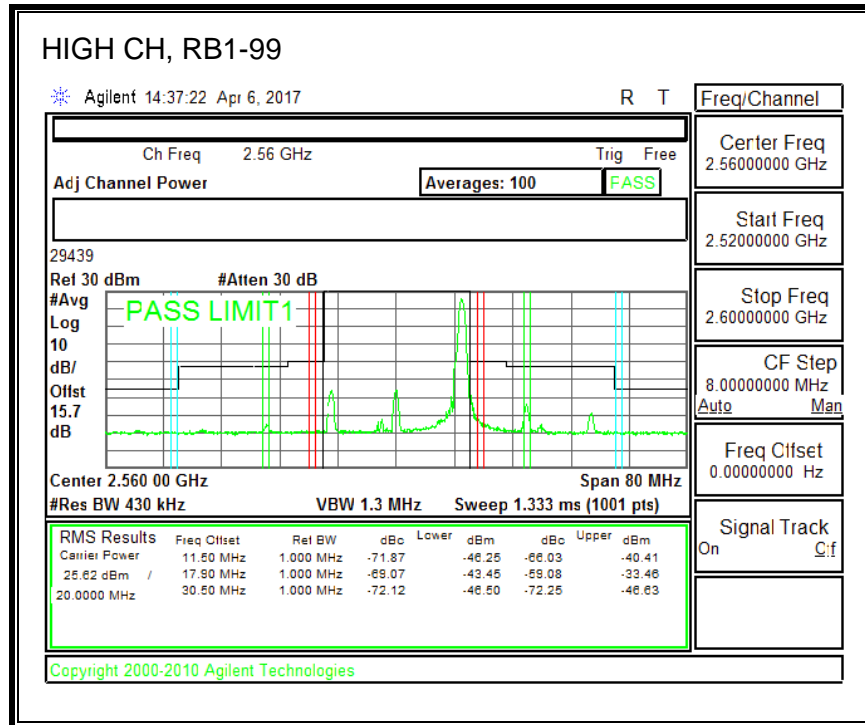 HIGH CH, RB1-99
Agilent 14:37:22 Apr 6, 2017 R T
Freq/Channel
Ch Freq 2.56 GHz Trig Free
Adj Channel Power Averages: 100 PASS
Center Freq
2.56000000 GHz
Start Freq
2.52000000 GHz
Stop Freq
2.60000000 GHz
CF Step
8.00000000 MHz
Auto Man
Freq Offset
0.00000000 Hz
Signal Track
On Off
29439
Ref 30 dBm #Atten 30 dB
#Avg
Log
10
dB/
Offst
15.7
dB
PASS LIMIT1
Center 2.560 00 GHz Span 80 MHz
#Res BW 430 kHz VBW 1.3 MHz Sweep 1.333 ms (1001 pts)
RMS Results Freq Offset Ref BW dBc Lower dBm dBc Upper dBm
Carrier Power 11.50 MHz 1.000 MHz -71.87 -46.25 -66.03 -40.41
25.62 dBm / 17.90 MHz 1.000 MHz -69.07 -43.45 -59.08 -33.46
20.0000 MHz 30.50 MHz 1.000 MHz -72.12 -46.50 -72.25 -46.63
Copyright 2000-2010 Agilent Technologies